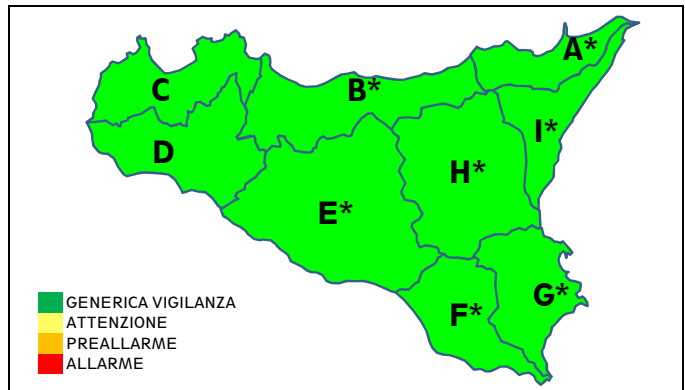 A*
C
B*
I*
D
H*
E*
G*
F*
GENERICA VIGILANZA
ATTENZIONE
PREALLARME
ALLARME